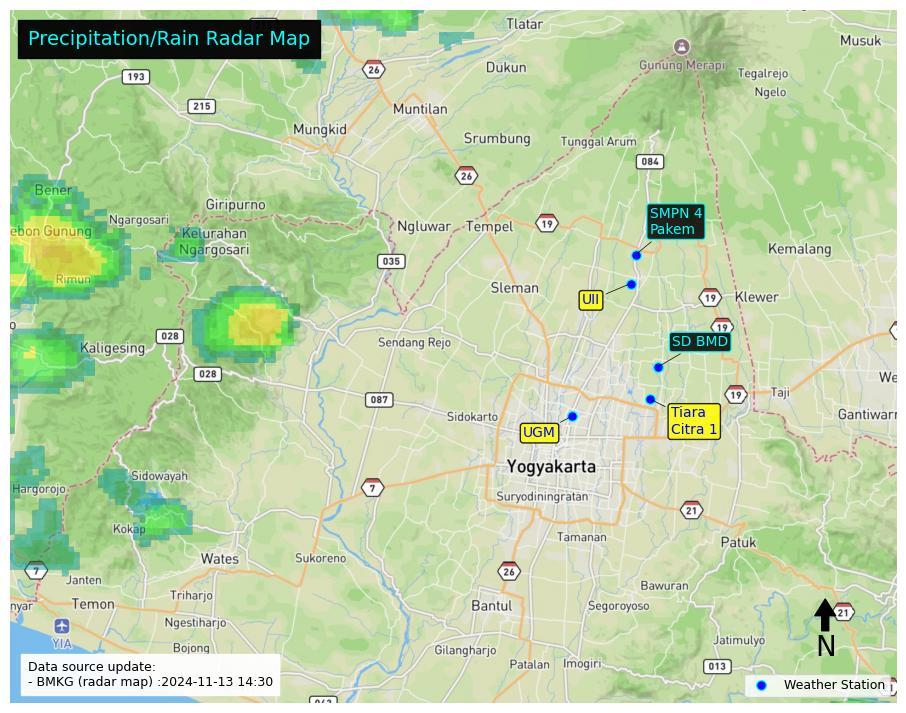 Precipitation/Rain Radar Map
Tlatar
Musuk
26
Gunung Merapi
Dukun
Tegalrejo
193
Ngelo
215
Muntilan
Mungkid
Srumbung
Tunggal Arum
084
26
Bener
Giripurno
SMPN 4
Pakem
Ngargosari
Ngluwar
Tempel
19
ebon Gunung
Kelurahan
Ngargosari
Kemalang
035
Rimun
Sleman
UII
19
Klewer
19
028
Kaligesing
Sendang Rejo
SD BMD
028
We
087
19
Taji
Sidokarto
UGM
Tiara
Citra 1
Gantiwarn
Yogyakarta
Hargorojo
Sidowayah
7
Suryodiningratan
21
Kokap
Tamanan
Patuk
Wates
Sukoreno
7
Janten
26
Bawuran
Triharjo
nyar
Temon
Bantul
Segoroyoso
21
Ngestiharjo
YIA
Jatimulyo
N
Bojong
Gilangharjo
Patalan
Imogiri
013
Data source update:
- BMKG (radar map) :2024-11-13 14:30
Weather Station